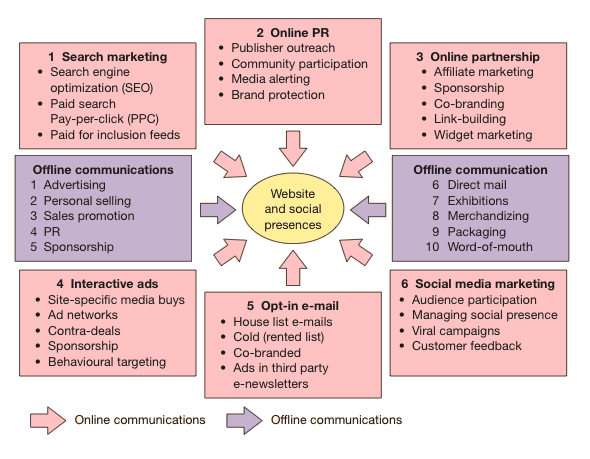 1 Search marketing
• Search engine
optimization (SEO)
• Paid search
Pay-per-click (PPC)
• Paid for inclusion feeds
2 Online PR
• Publisher outreach
• Community participation
• Media alerting
• Brand protection
3 Online partnership
• Affiliate marketing
• Sponsorship
• Co-branding
• Link-building
• Widget marketing
Offline communications
1 Advertising
2 Personal selling
3 Sales promotion
4 PR
5 Sponsorship
Website
and social
presences
Offline communication
6 Direct mail
7 Exhibitions
8 Merchandizing
9 Packaging
10 Word-of-mouth
4 Interactive ads
• Site-specific media buys
• Ad networks
• Contra-deals
• Sponsorship
• Behavioural targeting
5 Opt-in e-mail
• House list e-mails
• Cold (rented list)
• Co-branded
• Ads in third party
e-newsletters
6 Social media marketing
• Audience participation
• Managing social presence
• Viral campaigns
• Customer feedback
Online communications
Offline communications